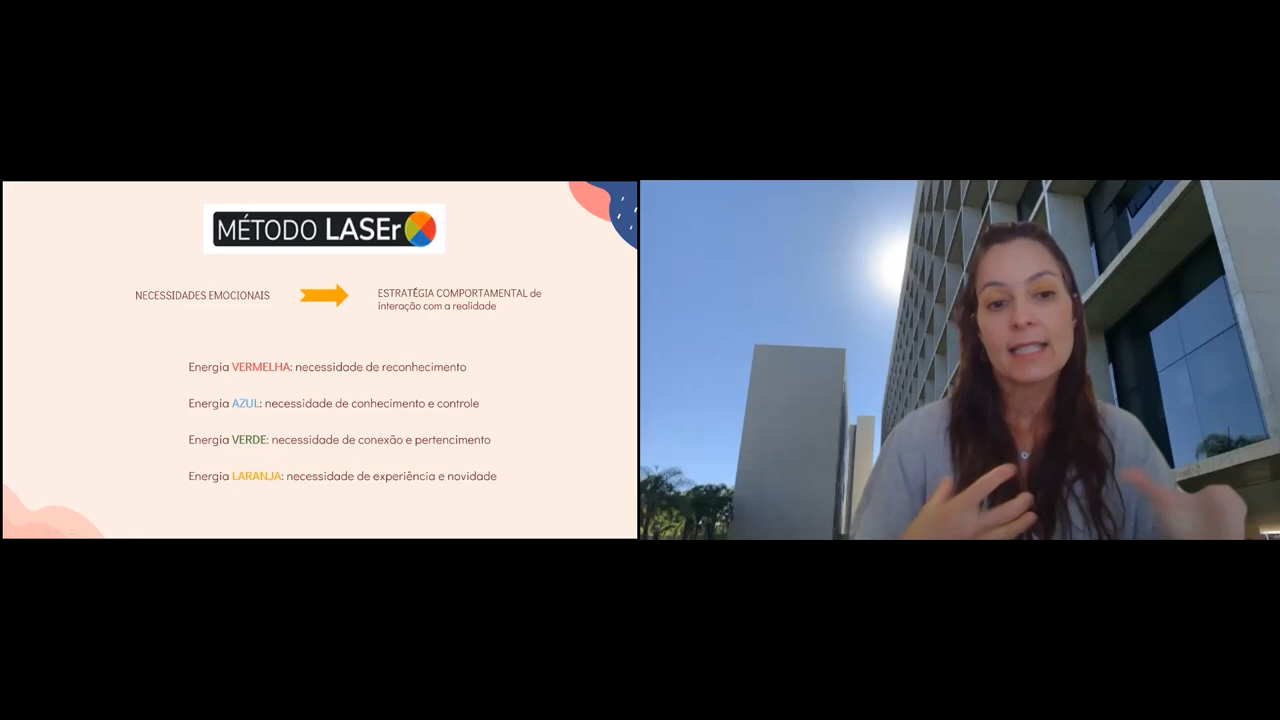 MÉTODO LASEr
NECESSIDADES EMOCIONAIS
ESTRATÉGIA COMPORTAMENTAL de
interação com a realidade
Energia VERMELHA: necessidade de reconhecimento
Energia AZUL: necessidade de conhecimento e controle
Energia VERDE: necessidade de conexão e pertencimento
Energia LARANJA: necessidade de experiência e novidade